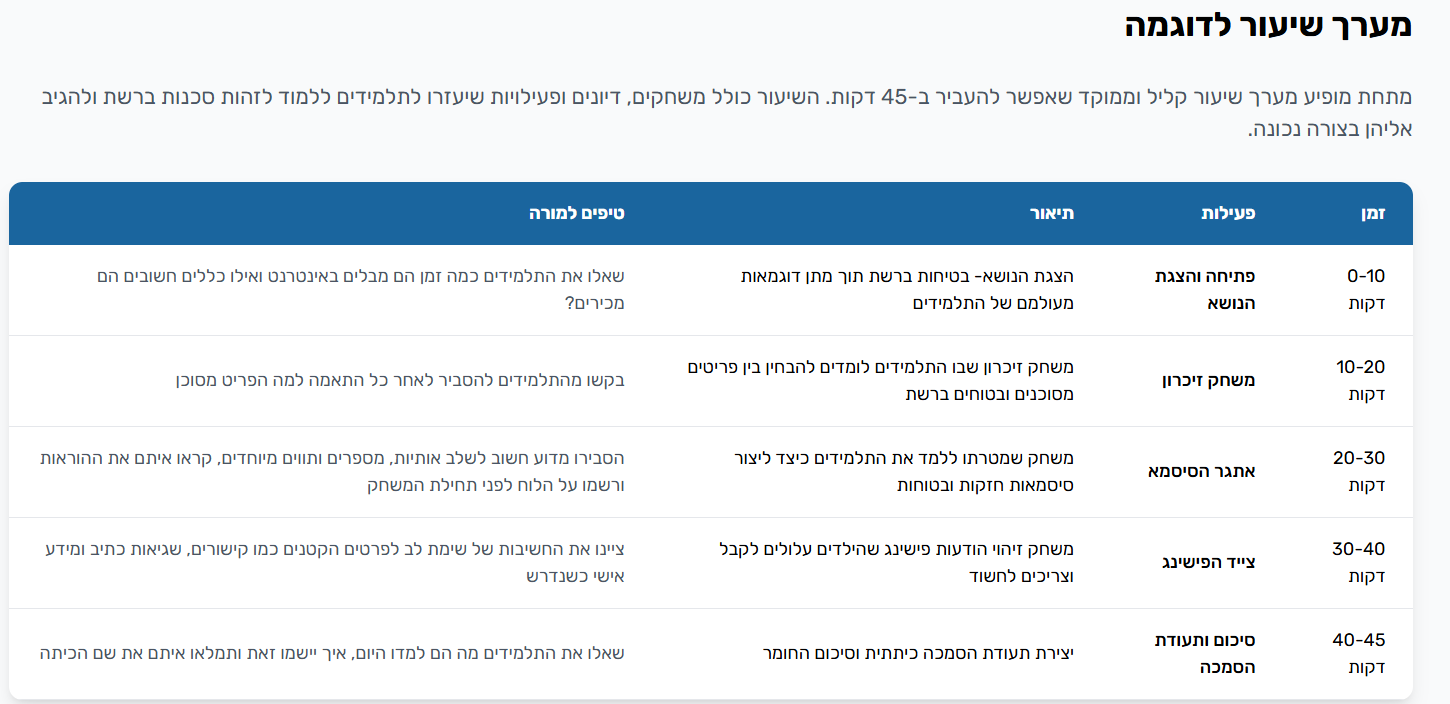 מערך שיעור לדוגמה
מתחת מופיע מערך שיעור קליל וממוקד שאפשר להעביר ב-45 דקות. השיעור כולל משחקים, דיונים ופעילויות שיעזרו לתלמידים ללמוד לזהות סכנות ברשת ולהגיב
אליהן בצורה נכונה.
זמן פעילות תיאור טיפים למורה
0-10 דקות
פתיחה והצגת
הנושא
הצגת הנושא- בטיחות ברשת תוך מתן דוגמאות
מעולמם של התלמידים
שאלו את התלמידים כמה זמן הם מבלים באינטרנט ואילו כללים חשובים הם
מכירים?
10-20
דקות
משחק זיכרון
משחק זיכרון שבו התלמידים לומדים להבחין בין פריטים
מסוכנים ובטוחים ברשת
בקשו מהתלמידים להסביר לאחר כל התאמה למה הפריט מסוכן
20-30
דקות
אתגר הסיסמא
משחק שמטרתו ללמד את התלמידים כיצד ליצור
סיסמאות חזקות ובטוחות
הסבירו מדוע חשוב לשלב אותיות, מספרים ותווים מיוחדים, קראו איתם את ההוראות
ורשמו על הלוח לפני תחילת המשחק
30-40
דקות
צייד הפישינג
משחק זיהוי הודעות פישינג שהילדים עלולים לקבל
וצריכים לחשוד
ציינו את החשיבות של שימת לב לפרטים הקטנים כמו קישורים, שגיאות כתיב ומידע
אישי כשנדרש
40-45
דקות
סיכום ותעודת
הסמכה
יצירת תעודת הסמכה כיתתית וסיכום החומר
שאלו את התלמידים מה הם למדו היום, איך יישמו זאת ותמלאו איתם את שם הכיתה